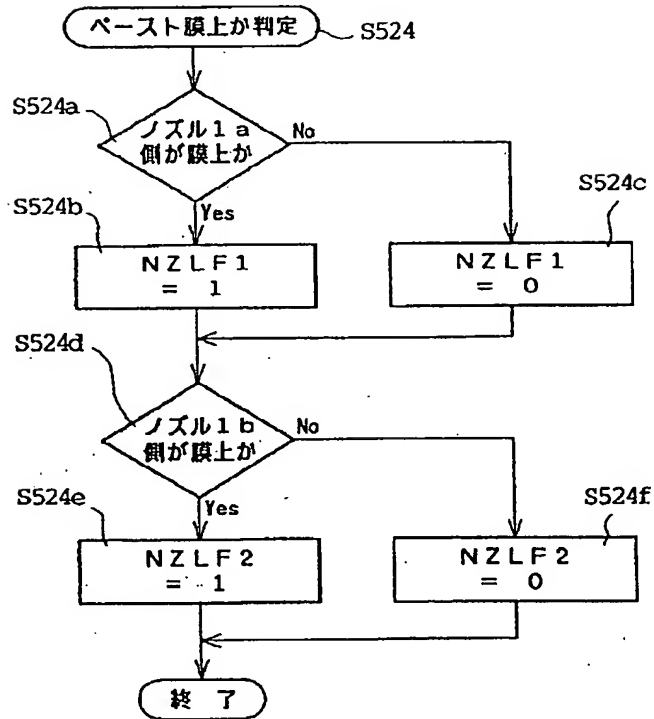 ペースト膜上か判定
S524
S524a
ノズル1a
側が膜上か
No
Yes
S524b
NZLF1
= 1
S524c
NZLF1
= 0
S524d
ノズル1b
側が膜上か
No
Yes
S524e
NZLF2
= 1
S524f
NZLF2
= 0
終了